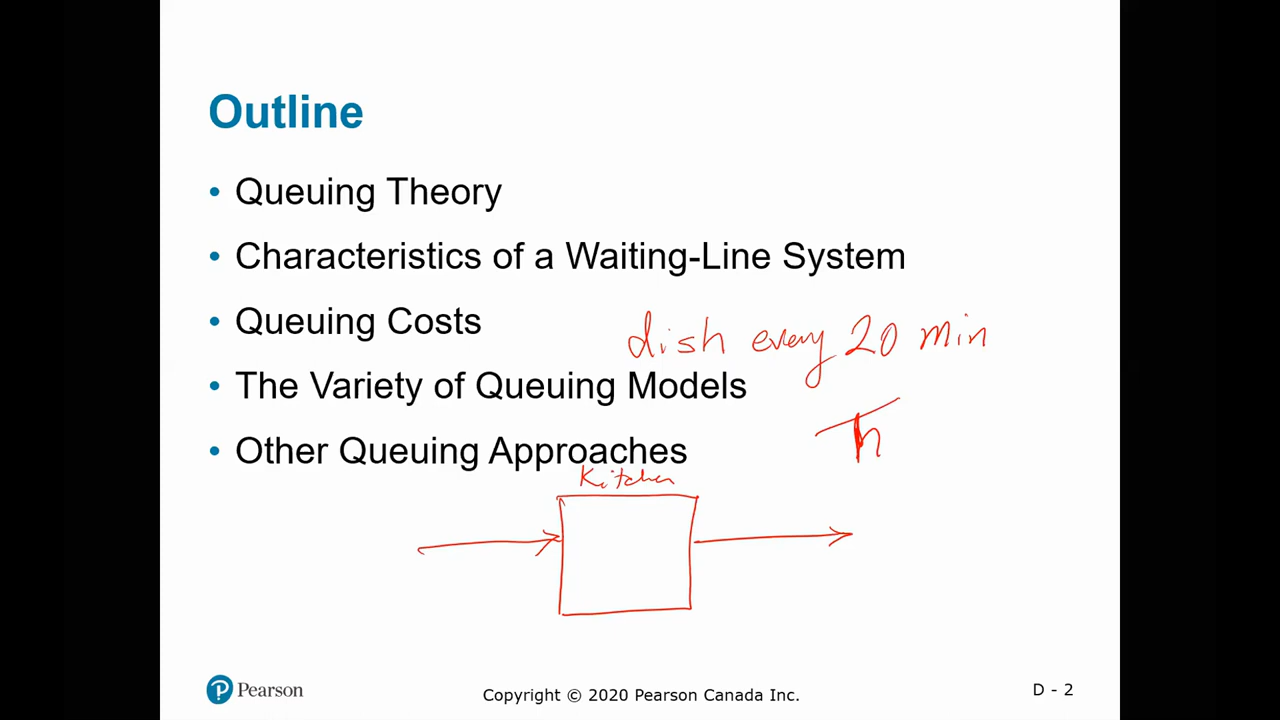 Outline
• Queuing Theory
• Characteristics of a Waiting-Line System
• Queuing Costs
dish every 20 min
• The Variety of Queuing Models
Th
• Other Queuing Approaches
Kitchen
Pearson
Copyright © 2020 Pearson Canada Inc.
D - 2